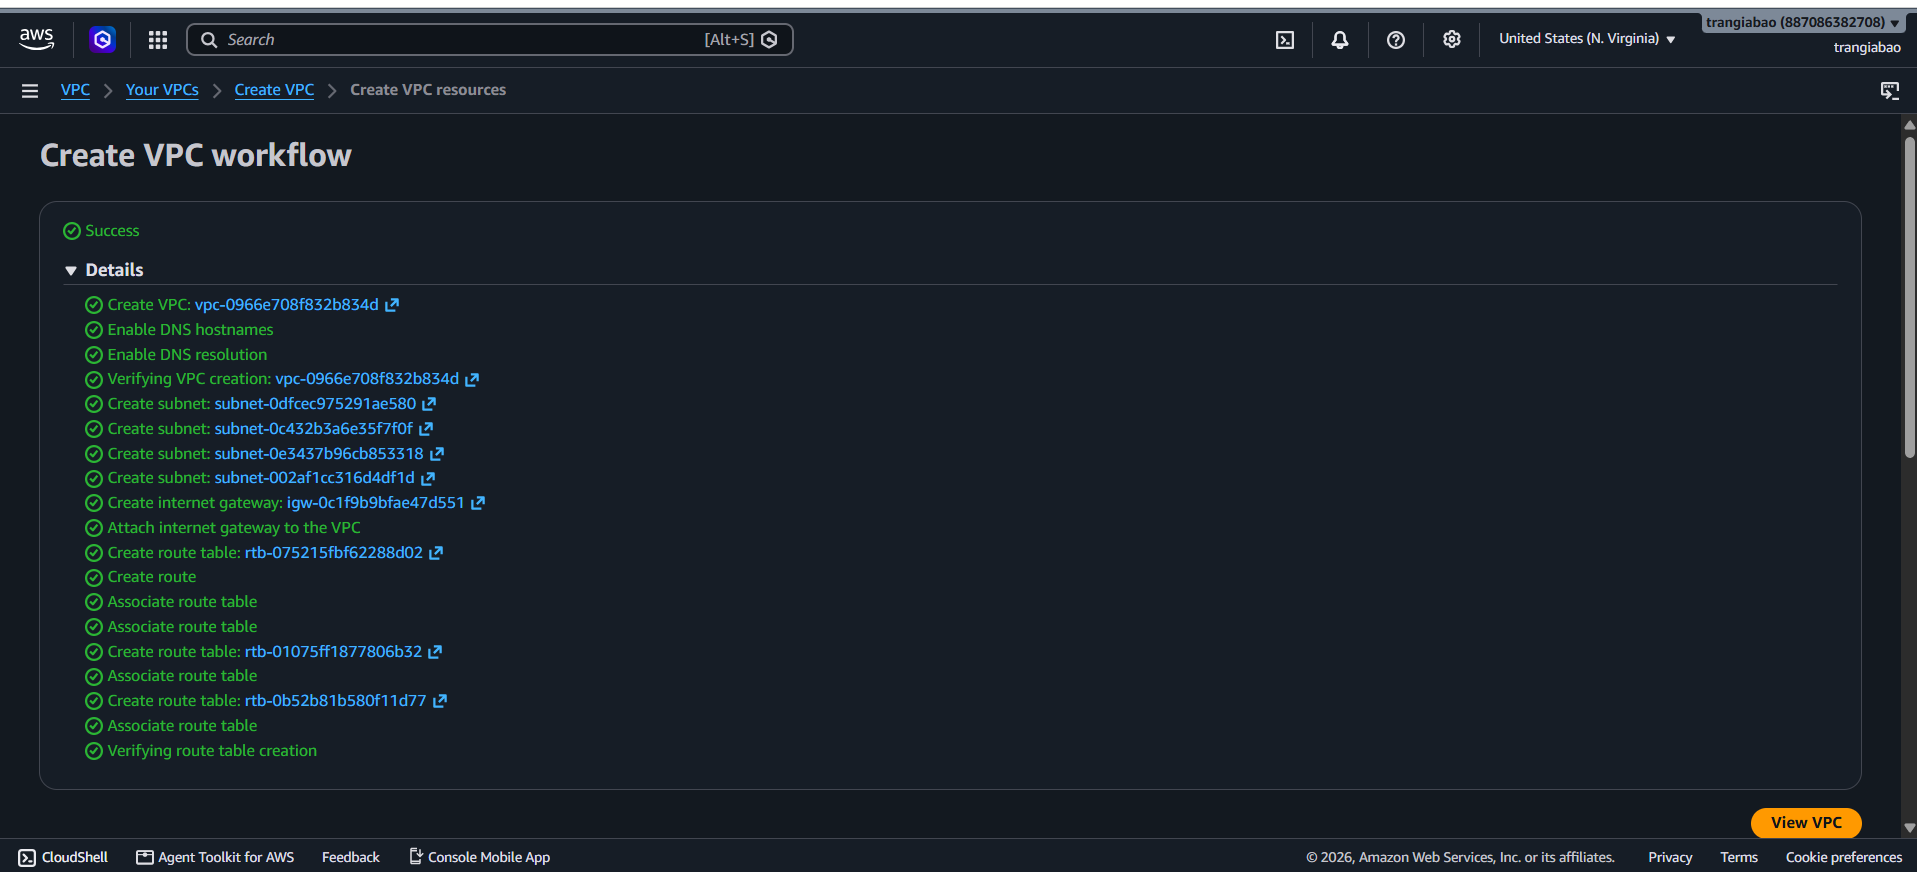 aws
Search [Alt+S]
United States (N. Virginia)
trangiabao (887086382708)
trangiabao
VPC
Your VPCs
Create VPC
Create VPC resources
Create VPC workflow
Success
Details
Create VPC: vpc-0966e708f832b834d
Enable DNS hostnames
Enable DNS resolution
Verifying VPC creation: vpc-0966e708f832b834d
Create subnet: subnet-0dfcec975291ae580
Create subnet: subnet-0c432b3a6e35f7f0f
Create subnet: subnet-0e3437b96cb853318
Create subnet: subnet-002af1cc316d4df1d
Create internet gateway: igw-0c1f9b9bfae47d551
Attach internet gateway to the VPC
Create route table: rtb-075215fbf62288d02
Create route
Associate route table
Associate route table
Create route table: rtb-01075ff1877806b32
Associate route table
Create route table: rtb-0b52b81b580f11d77
Associate route table
Verifying route table creation
View VPC
CloudShell
Agent Toolkit for AWS
Feedback
Console Mobile App
© 2026, Amazon Web Services, Inc. or its affiliates.
Privacy
Terms
Cookie preferences